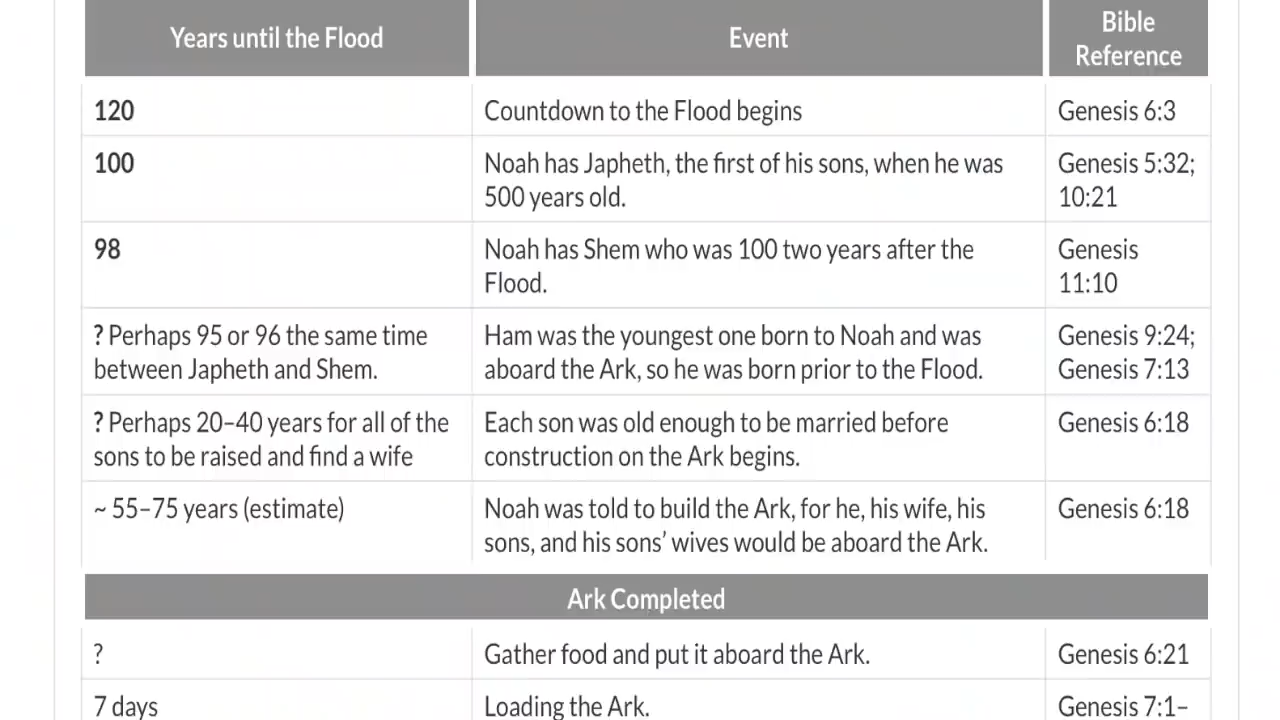 Years until the Flood
Event
Bible
Reference
120
Countdown to the Flood begins
Genesis 6:3
100
Noah has Japheth, the first of his sons, when he was
500 years old.
Genesis 5:32;
10:21
98
Noah has Shem who was 100 two years after the
Flood.
Genesis
11:10
? Perhaps 95 or 96 the same time
between Japheth and Shem.
Ham was the youngest one born to Noah and was
aboard the Ark, so he was born prior to the Flood.
Genesis 9:24;
Genesis 7:13
? Perhaps 20–40 years for all of the
sons to be raised and find a wife
Each son was old enough to be married before
construction on the Ark begins.
Genesis 6:18
~ 55–75 years (estimate)
Noah was told to build the Ark, for he, his wife, his
sons, and his sons’ wives would be aboard the Ark.
Genesis 6:18
Ark Completed
?
Gather food and put it aboard the Ark.
Genesis 6:21
7 days
Loading the Ark.
Genesis 7:1–